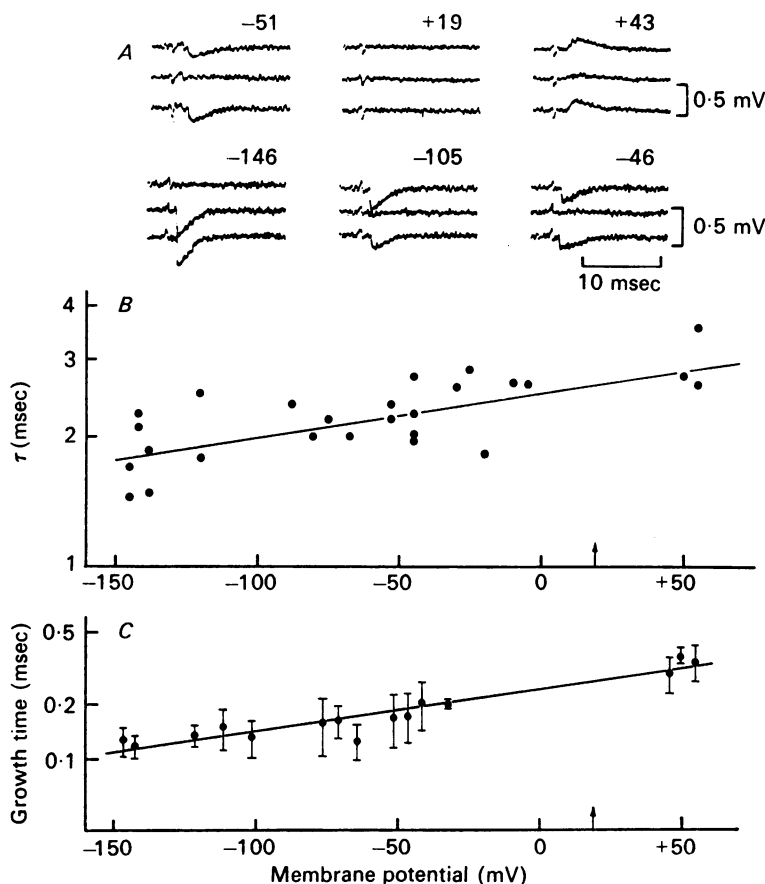 A
−51 +19 +43
0·5 mV
−146 −105 −46
0·5 mV
10 msec
B
4
3
2
1
τ (msec)
−150 −100 −50 0 +50
C
0·5
0·2
0·1
Growth time (msec)
−150 −100 −50 0 +50
Membrane potential (mV)